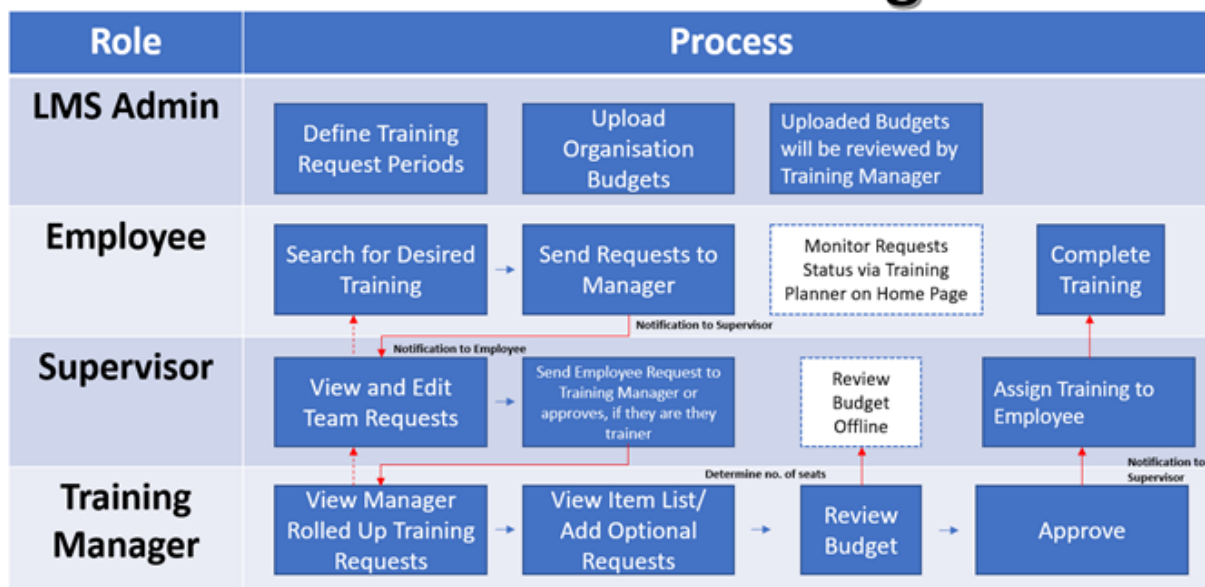 Role
Process
LMS Admin
Define Training
Request Periods
Upload
Organisation
Budgets
Uploaded Budgets
will be reviewed by
Training Manager
Employee
Search for Desired
Training
Send Requests to
Manager
Monitor Requests
Status via Training
Planner on Home Page
Complete
Training
Notification to Supervisor
Notification to Employee
Supervisor
View and Edit
Team Requests
Send Employee Request to
Training Manager or
approves, if they are they
trainer
Review
Budget
Offline
Assign Training to
Employee
Determine no. of seats
Notification to
Supervisor
Training
Manager
View Manager
Rolled Up Training
Requests
View Item List/
Add Optional
Requests
Review
Budget
Approve